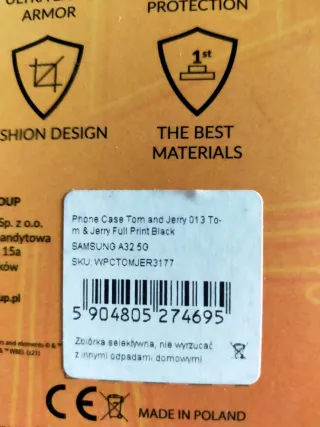 ARMOR
PROTECTION
1st
SHION DESIGN
THE BEST
MATERIALS
OUP
Sp. z o.o.
andytowa
15a
ków
up.pl
Phone Case Tom and Jerry 013 To-
m & Jerry Full Print Black
SAMSUNG A32 5G
SKU: WPCTOMJER3177
5 904805 274695
Zbiórka selektywna, nie wyrzucać
z innymi odpadami domowymi
CE
MADE IN POLAND